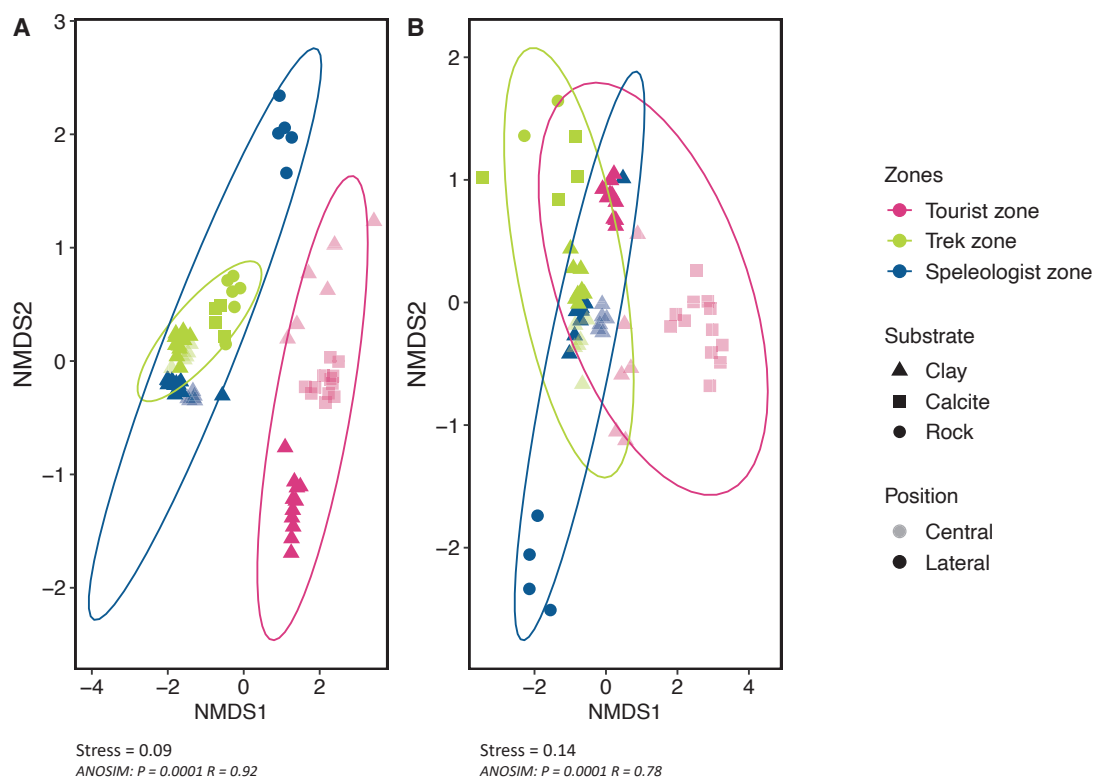 A
B
3
2
1
0
−1
−2
NMDS2
−4
−2
0
2
NMDS1
2
1
0
−1
−2
NMDS2
−2
0
2
4
NMDS1
Zones
Tourist zone
Trek zone
Speleologist zone
Substrate
Clay
Calcite
Rock
Position
Central
Lateral
Stress = 0.09
ANOSIM: P = 0.0001 R = 0.92
Stress = 0.14
ANOSIM: P = 0.0001 R = 0.78